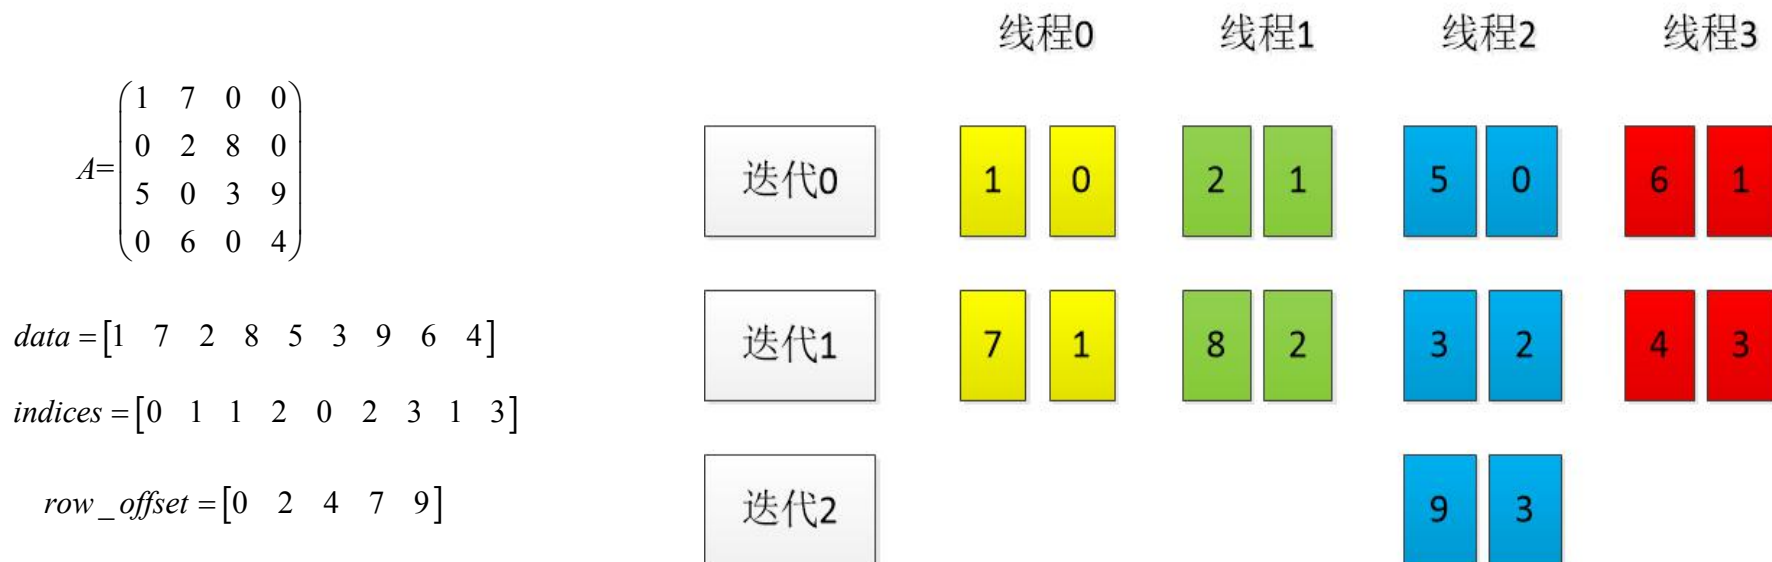 线程0 线程1 线程2 线程3
A=
1 7 0 0
0 2 8 0
5 0 3 9
0 6 0 4
data = [1 7 2 8 5 3 9 6 4]
indices = [0 1 1 2 0 2 3 1 3]
row_offset = [0 2 4 7 9]
迭代0 1 0 2 1 5 0 6 1
迭代1 7 1 8 2 3 2 4 3
迭代2 9 3